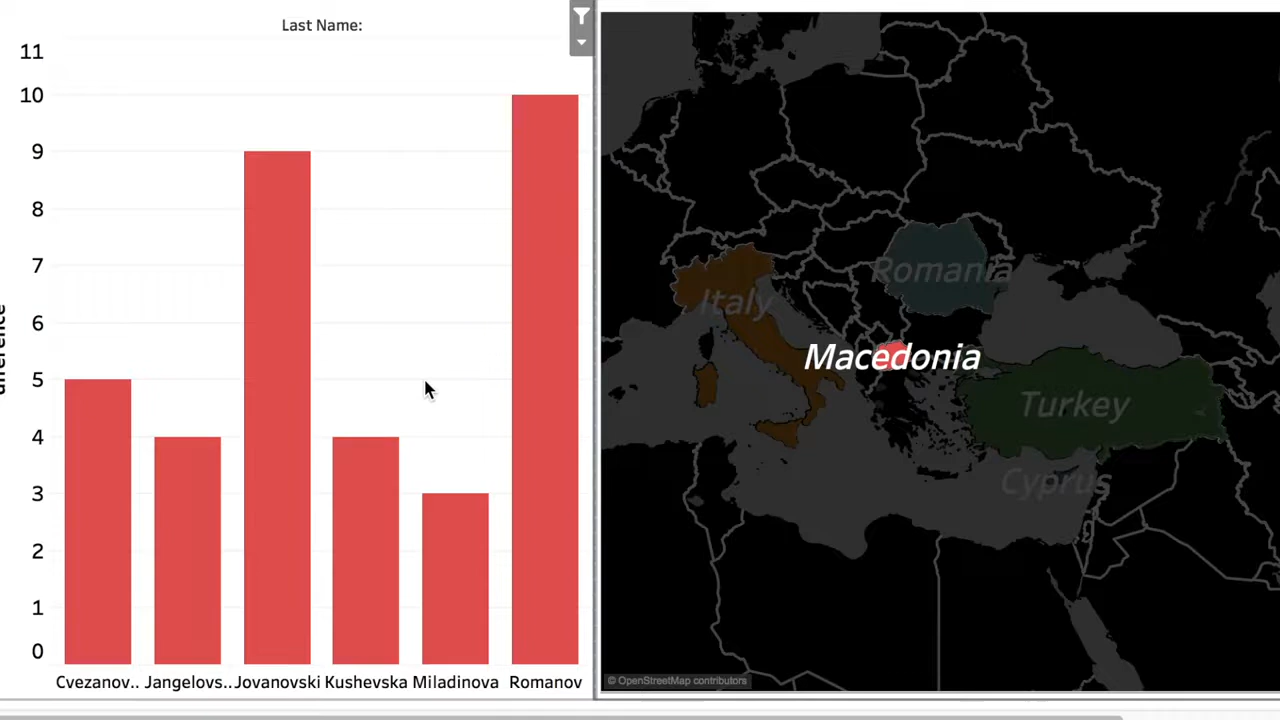 Last Name:
11
10
9
8
7
6
5
4
3
2
1
0
Cvezanov.. Jangelovs.. Jovanovski Kushevska Miladinova Romanov
Romania
Italy
Macedonia
Turkey
Cyprus
© OpenStreetMap contributors